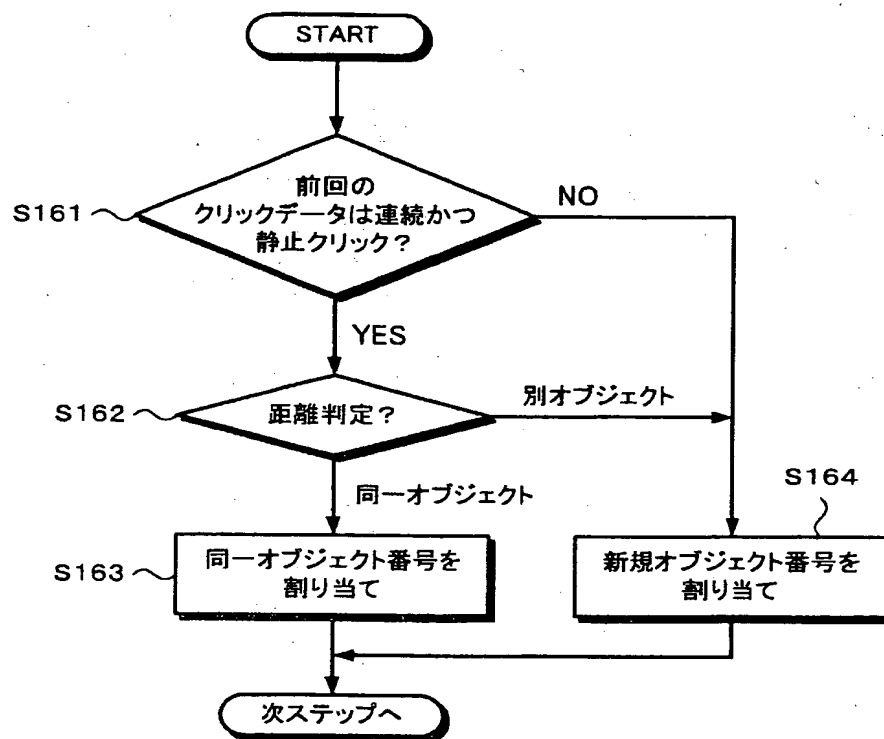 START
前回の
クリックデータは連続かつ
静止クリック？
S161
NO
YES
距離判定？
S162
別オブジェクト
同一オブジェクト
S164
同一オブジェクト番号を
割り当て
S163
新規オブジェクト番号を
割り当て
次ステップへ